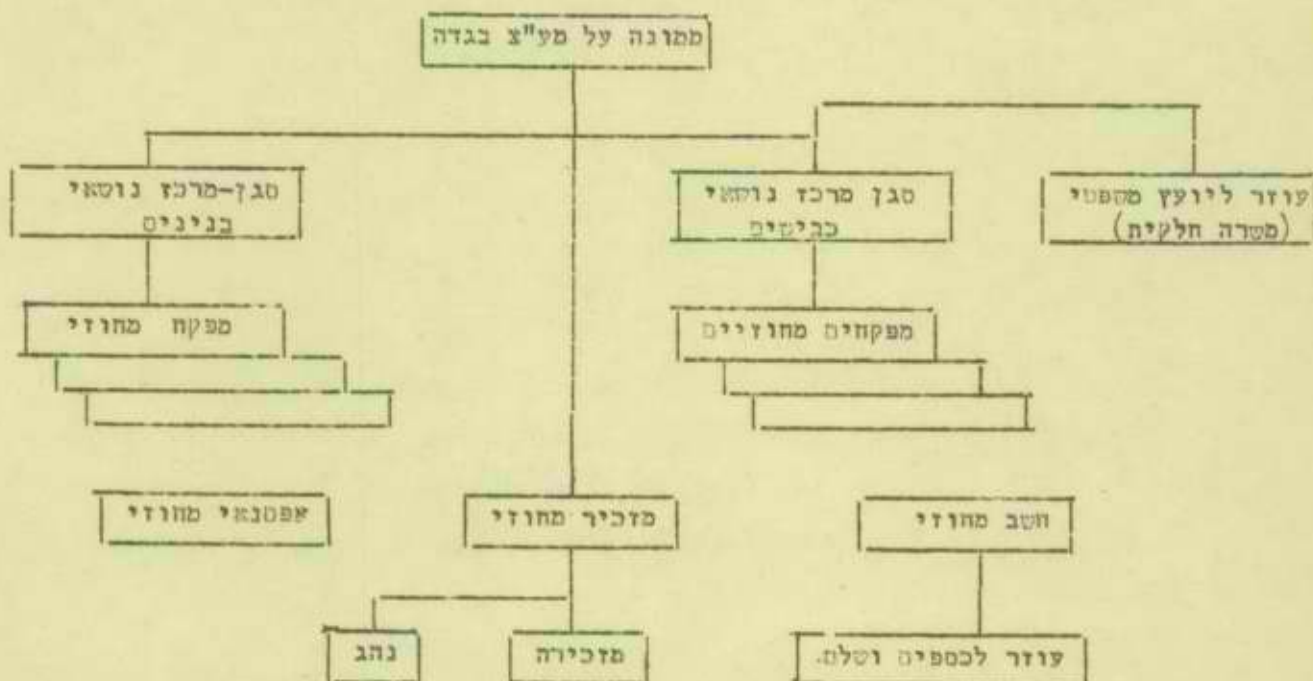 ממונה על מע"צ בגדה
עוזר ליועץ משפטי
(משרה חלקית)
סגן מרכז נושאי
כבישים
סגן-מרכז נושאי
בנינים
מפקחים מחוזיים
מפקח מחוזי
חשב מחוזי
מזכיר מחוזי
אפסנאי מחוזי
עוזר לכספים ושלם.
מזכירה
נהג